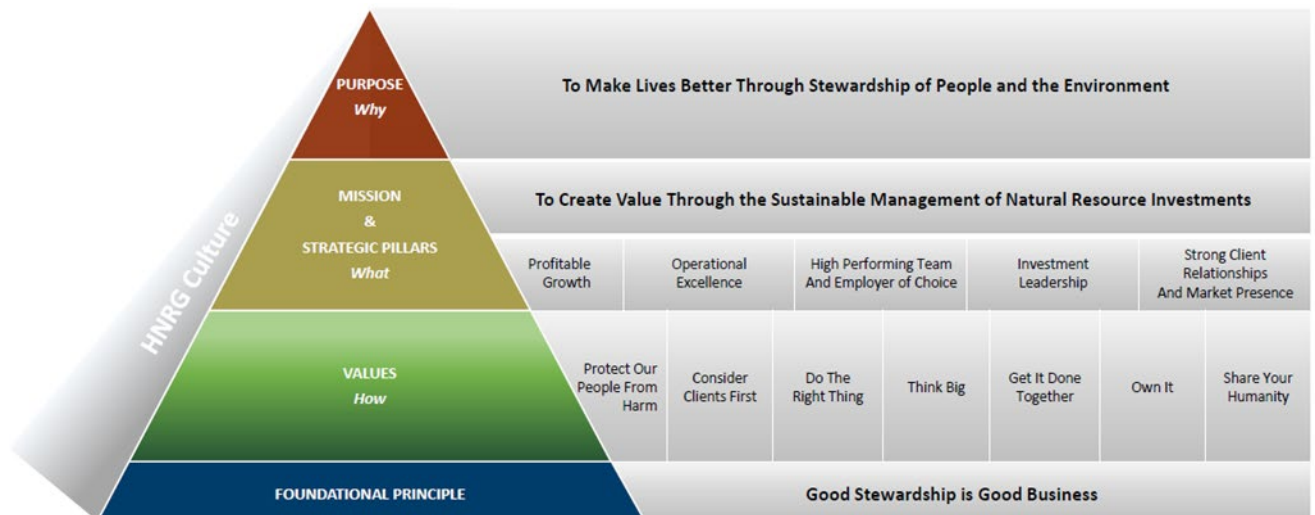 PURPOSE
Why
To Make Lives Better Through Stewardship of People and the Environment
HNRG Culture
MISSION
&
STRATEGIC PILLARS
What
To Create Value Through the Sustainable Management of Natural Resource Investments
Profitable
Growth
Operational
Excellence
High Performing Team
And Employer of Choice
Investment
Leadership
Strong Client
Relationships
And Market Presence
VALUES
How
Protect Our
People From
Harm
Consider
Clients First
Do The
Right Thing
Think Big
Get It Done
Together
Own It
Share Your
Humanity
FOUNDATIONAL PRINCIPLE
Good Stewardship is Good Business